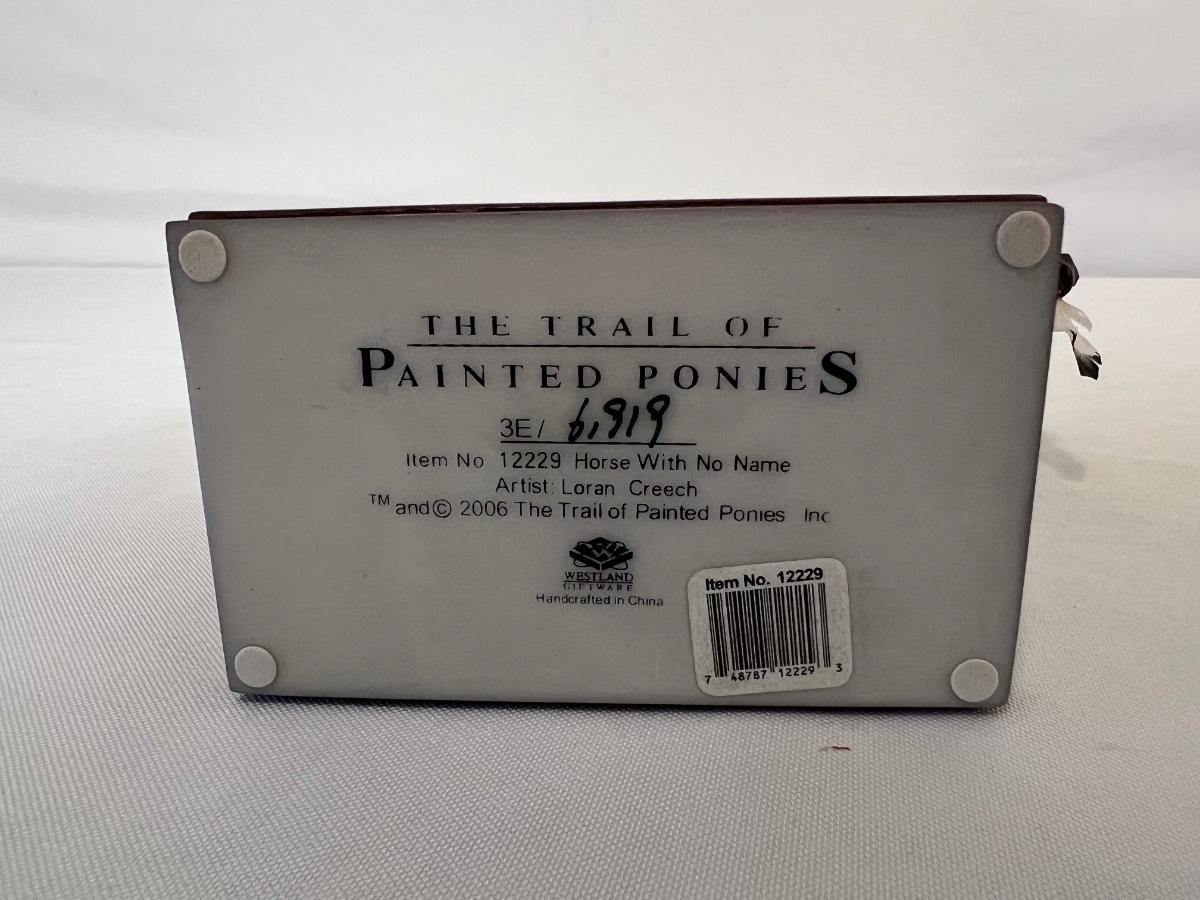 THE TRAIL OF
PAINTED PONIES
3E/ 6,919
Item No 12229 Horse With No Name
Artist: Loran Creech
TM and © 2006 The Trail of Painted Ponies Inc
WESTLAND
GIFTWARE
Handcrafted in China
Item No. 12229
7 48787 12229 3